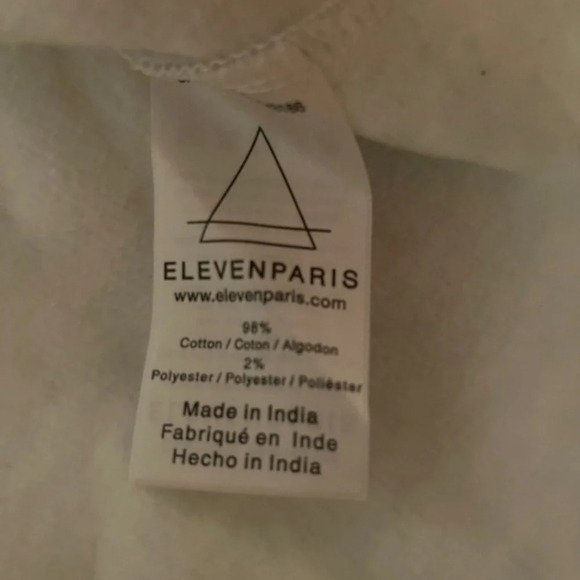 ELEVENPARIS
www.elevenparis.com
98%
Cotton / Coton / Algodon
2%
Polyester / Polyester / Poliéster
Made in India
Fabriqué en Inde
Hecho in India